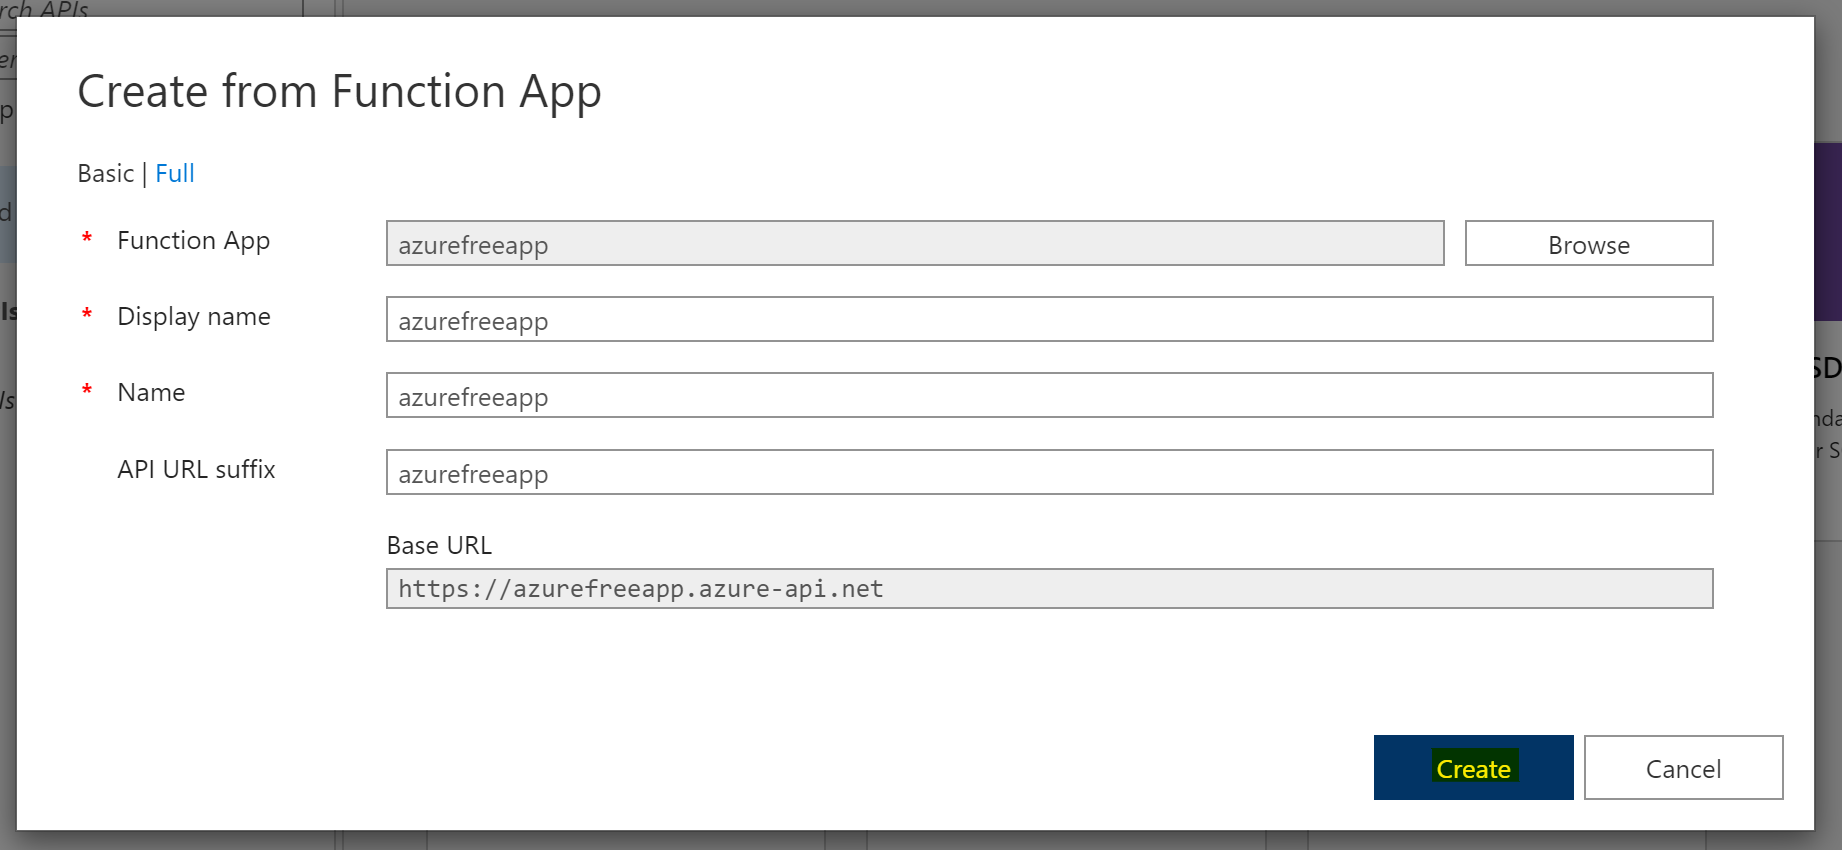 rch APIs
Create from Function App
Basic | Full
* Function App azurefreeapp Browse
* Display name azurefreeapp
* Name azurefreeapp
API URL suffix azurefreeapp
Base URL
https://azurefreeapp.azure-api.net
Create Cancel